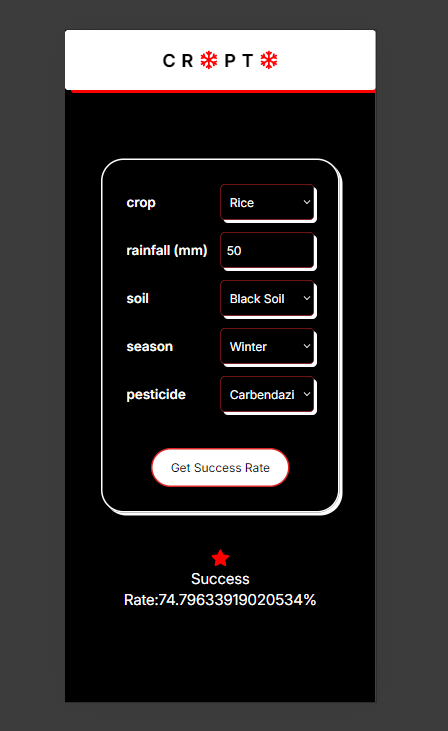 CR❄PT❄
crop Rice
rainfall (mm) 50
soil Black Soil
season Winter
pesticide Carbendazi
Get Success Rate
Success
Rate:74.79633919020534%